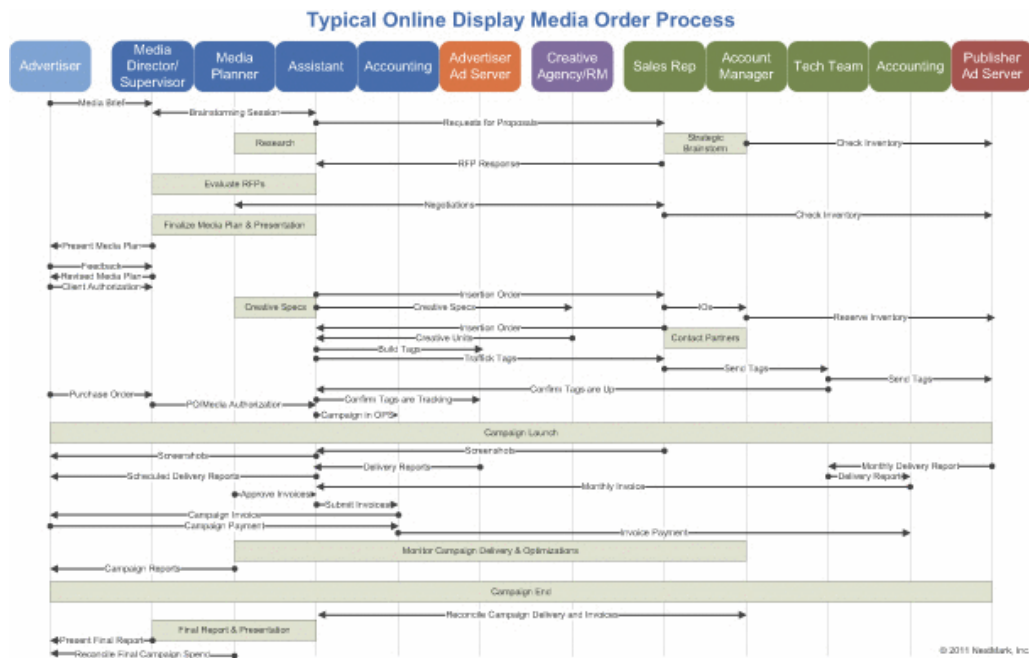 Typical Online Display Media Order Process
Advertiser
Media
Director/
Supervisor
Media
Planner
Assistant
Accounting
Advertiser
Ad Server
Creative
Agency/RM
Sales Rep
Account
Manager
Tech Team
Accounting
Publisher
Ad Server
Media Brief
Brainstorming Session
Requests for Proposals
Research
Strategic
Brainstorm
Check Inventory
RFP Response
Evaluate RFPs
Negotiations
Check Inventory
Finalize Media Plan & Presentation
Present Media Plan
Feedback
Revised Media Plan
Client Authorization
Insertion Order
Creative Specs
Creative Specs
IOs
Reserve Inventory
Insertion Order
Creative Units
Contact Partners
Build Tags
Traffick Tags
Send Tags
Send Tags
Confirm Tags are Up
Purchase Order
Confirm Tags are Tracking
PO/Media Authorization
Campaign in OPS
Campaign Launch
Screenshots
Screenshots
Delivery Reports
Monthly Delivery Report
Scheduled Delivery Reports
Delivery Report
Monthly Invoice
Approve Invoices
Submit Invoices
Campaign Invoice
Campaign Payment
Invoice Payment
Monitor Campaign Delivery & Optimizations
Campaign Reports
Campaign End
Reconcile Campaign Delivery and Invoices
Final Report & Presentation
Present Final Report
Reconcile Final Campaign Spend